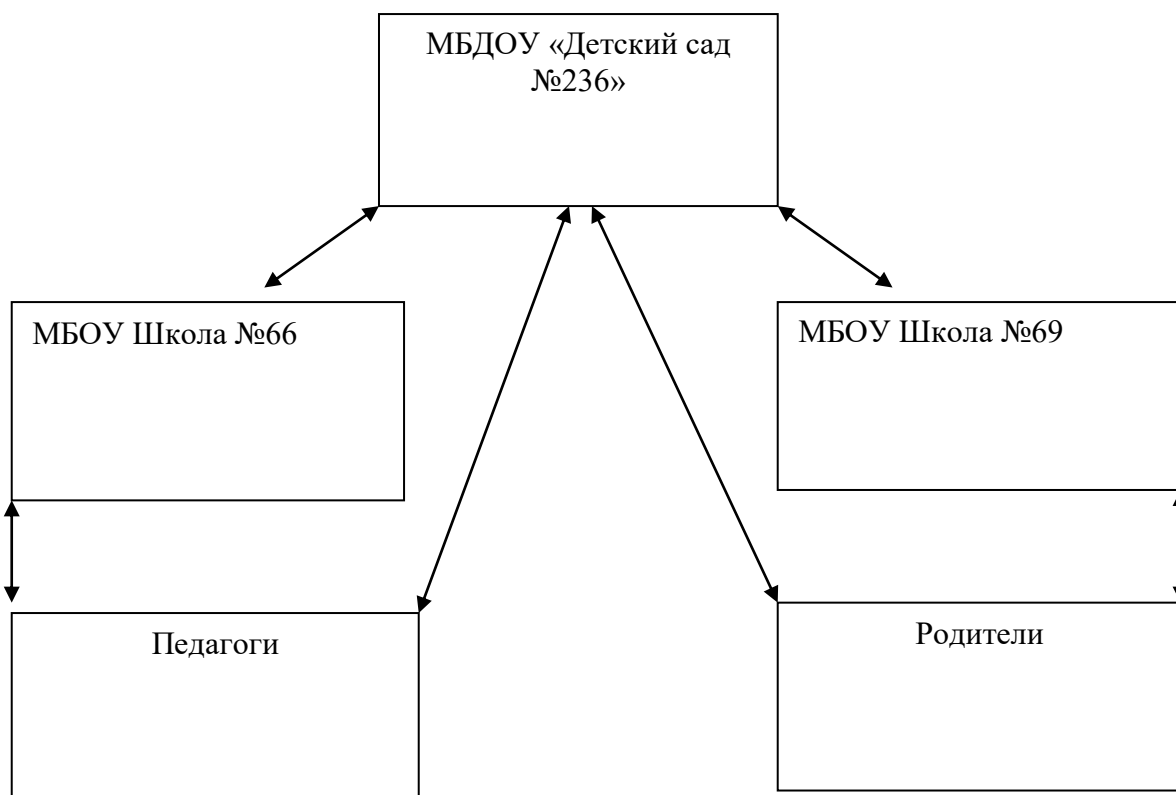 МБДОУ «Детский сад
№236»
МБОУ Школа №66
МБОУ Школа №69
Педагоги
Родители